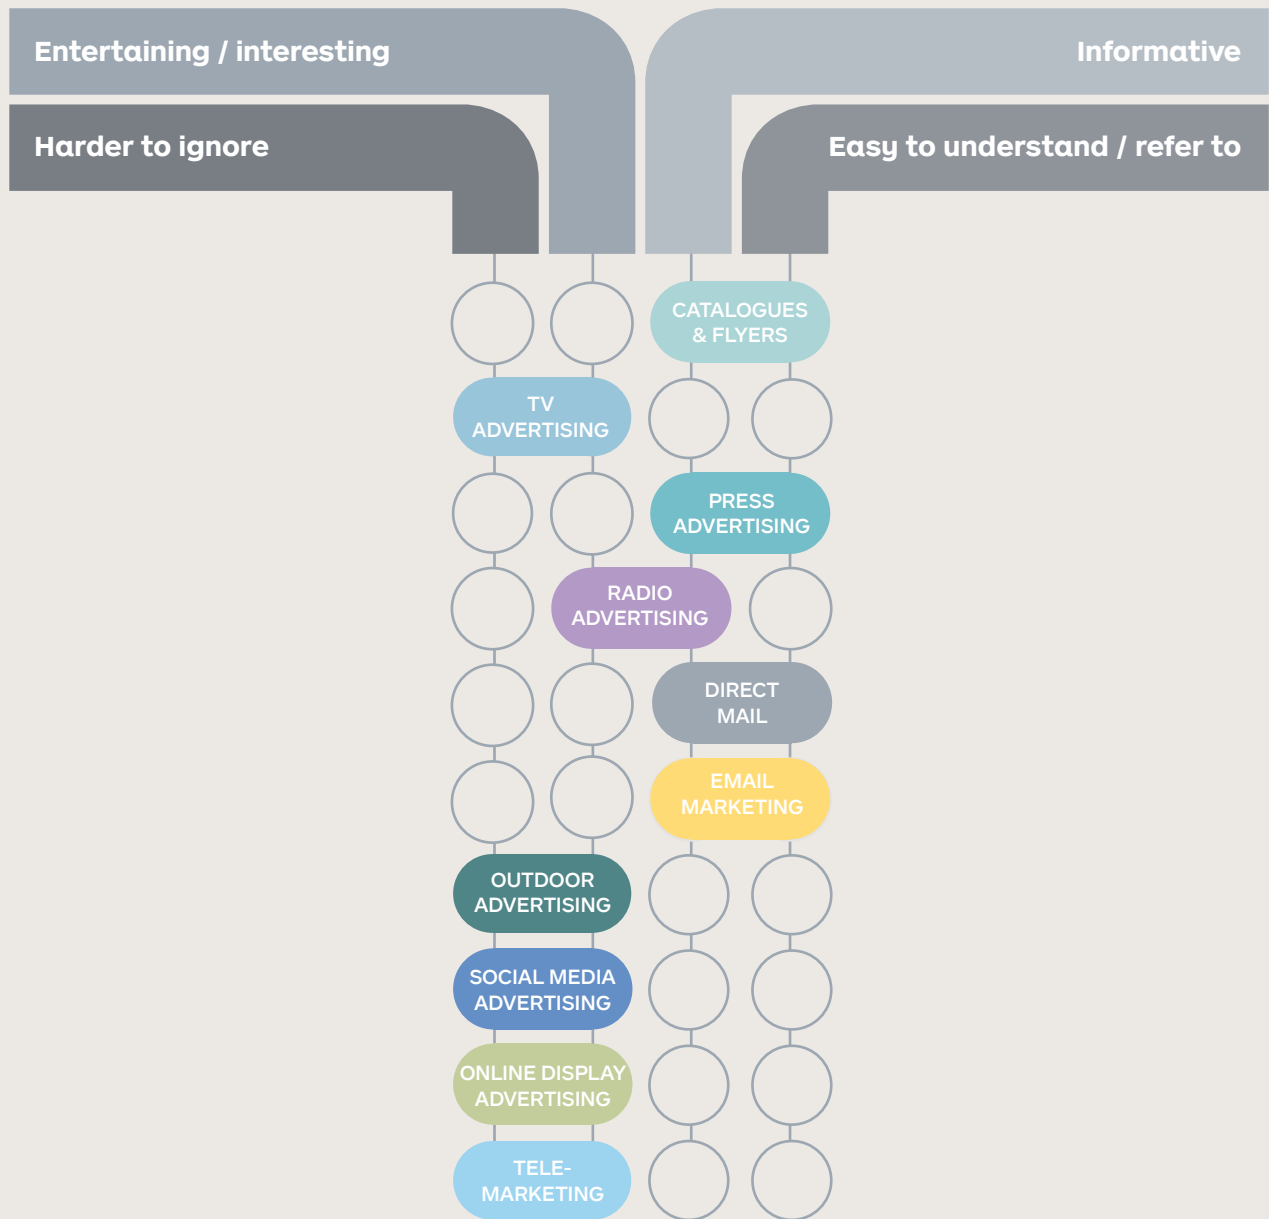 Entertaining / interesting
Informative
Harder to ignore
Easy to understand / refer to
CATALOGUES
& FLYERS
TV
ADVERTISING
PRESS
ADVERTISING
RADIO
ADVERTISING
DIRECT
MAIL
EMAIL
MARKETING
OUTDOOR
ADVERTISING
SOCIAL MEDIA
ADVERTISING
ONLINE DISPLAY
ADVERTISING
TELE-
MARKETING